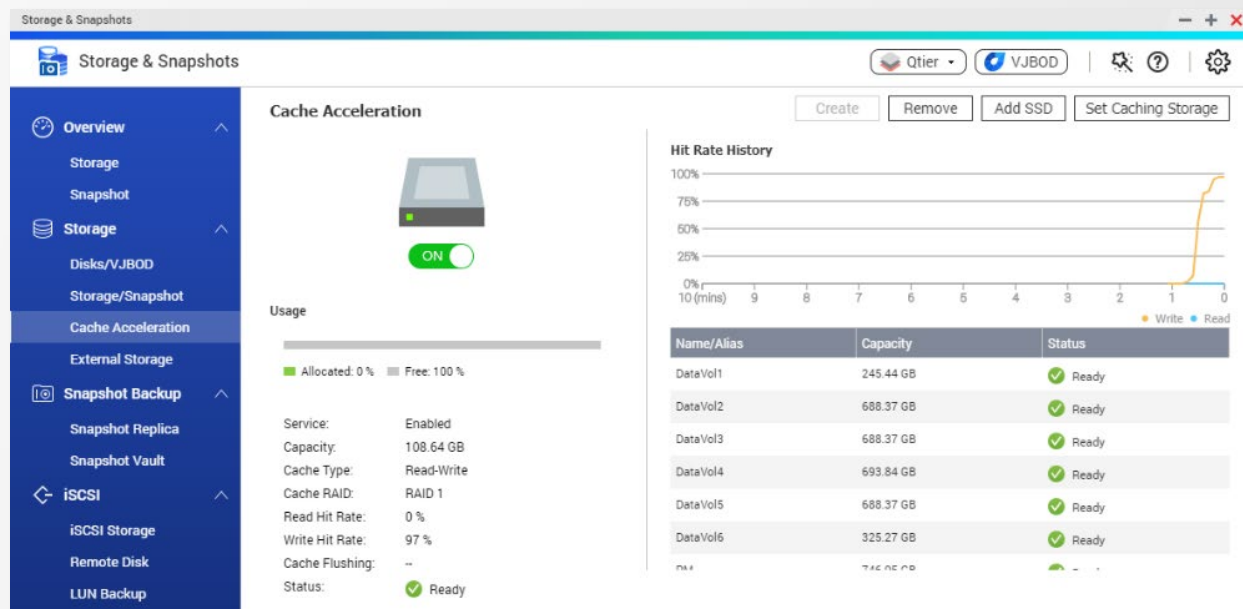 Storage & Snapshots
Storage & Snapshots
Qtier
VJBOD
Overview
Storage
Snapshot
Storage
Disks/VJBOD
Storage/Snapshot
Cache Acceleration
External Storage
Snapshot Backup
Snapshot Replica
Snapshot Vault
iSCSI
iSCSI Storage
Remote Disk
LUN Backup
Cache Acceleration
Create Remove Add SSD Set Caching Storage
ON
Usage
Allocated: 0 % Free: 100 %
Service: Enabled
Capacity: 108.64 GB
Cache Type: Read-Write
Cache RAID: RAID 1
Read Hit Rate: 0 %
Write Hit Rate: 97 %
Cache Flushing: --
Status: Ready
Hit Rate History
100%
75%
50%
25%
0%
10 (mins) 9 8 7 6 5 4 3 2 1 0
Write Read
Name/Alias Capacity Status
DataVol1 245.44 GB Ready
DataVol2 688.37 GB Ready
DataVol3 688.37 GB Ready
DataVol4 693.84 GB Ready
DataVol5 688.37 GB Ready
DataVol6 325.27 GB Ready